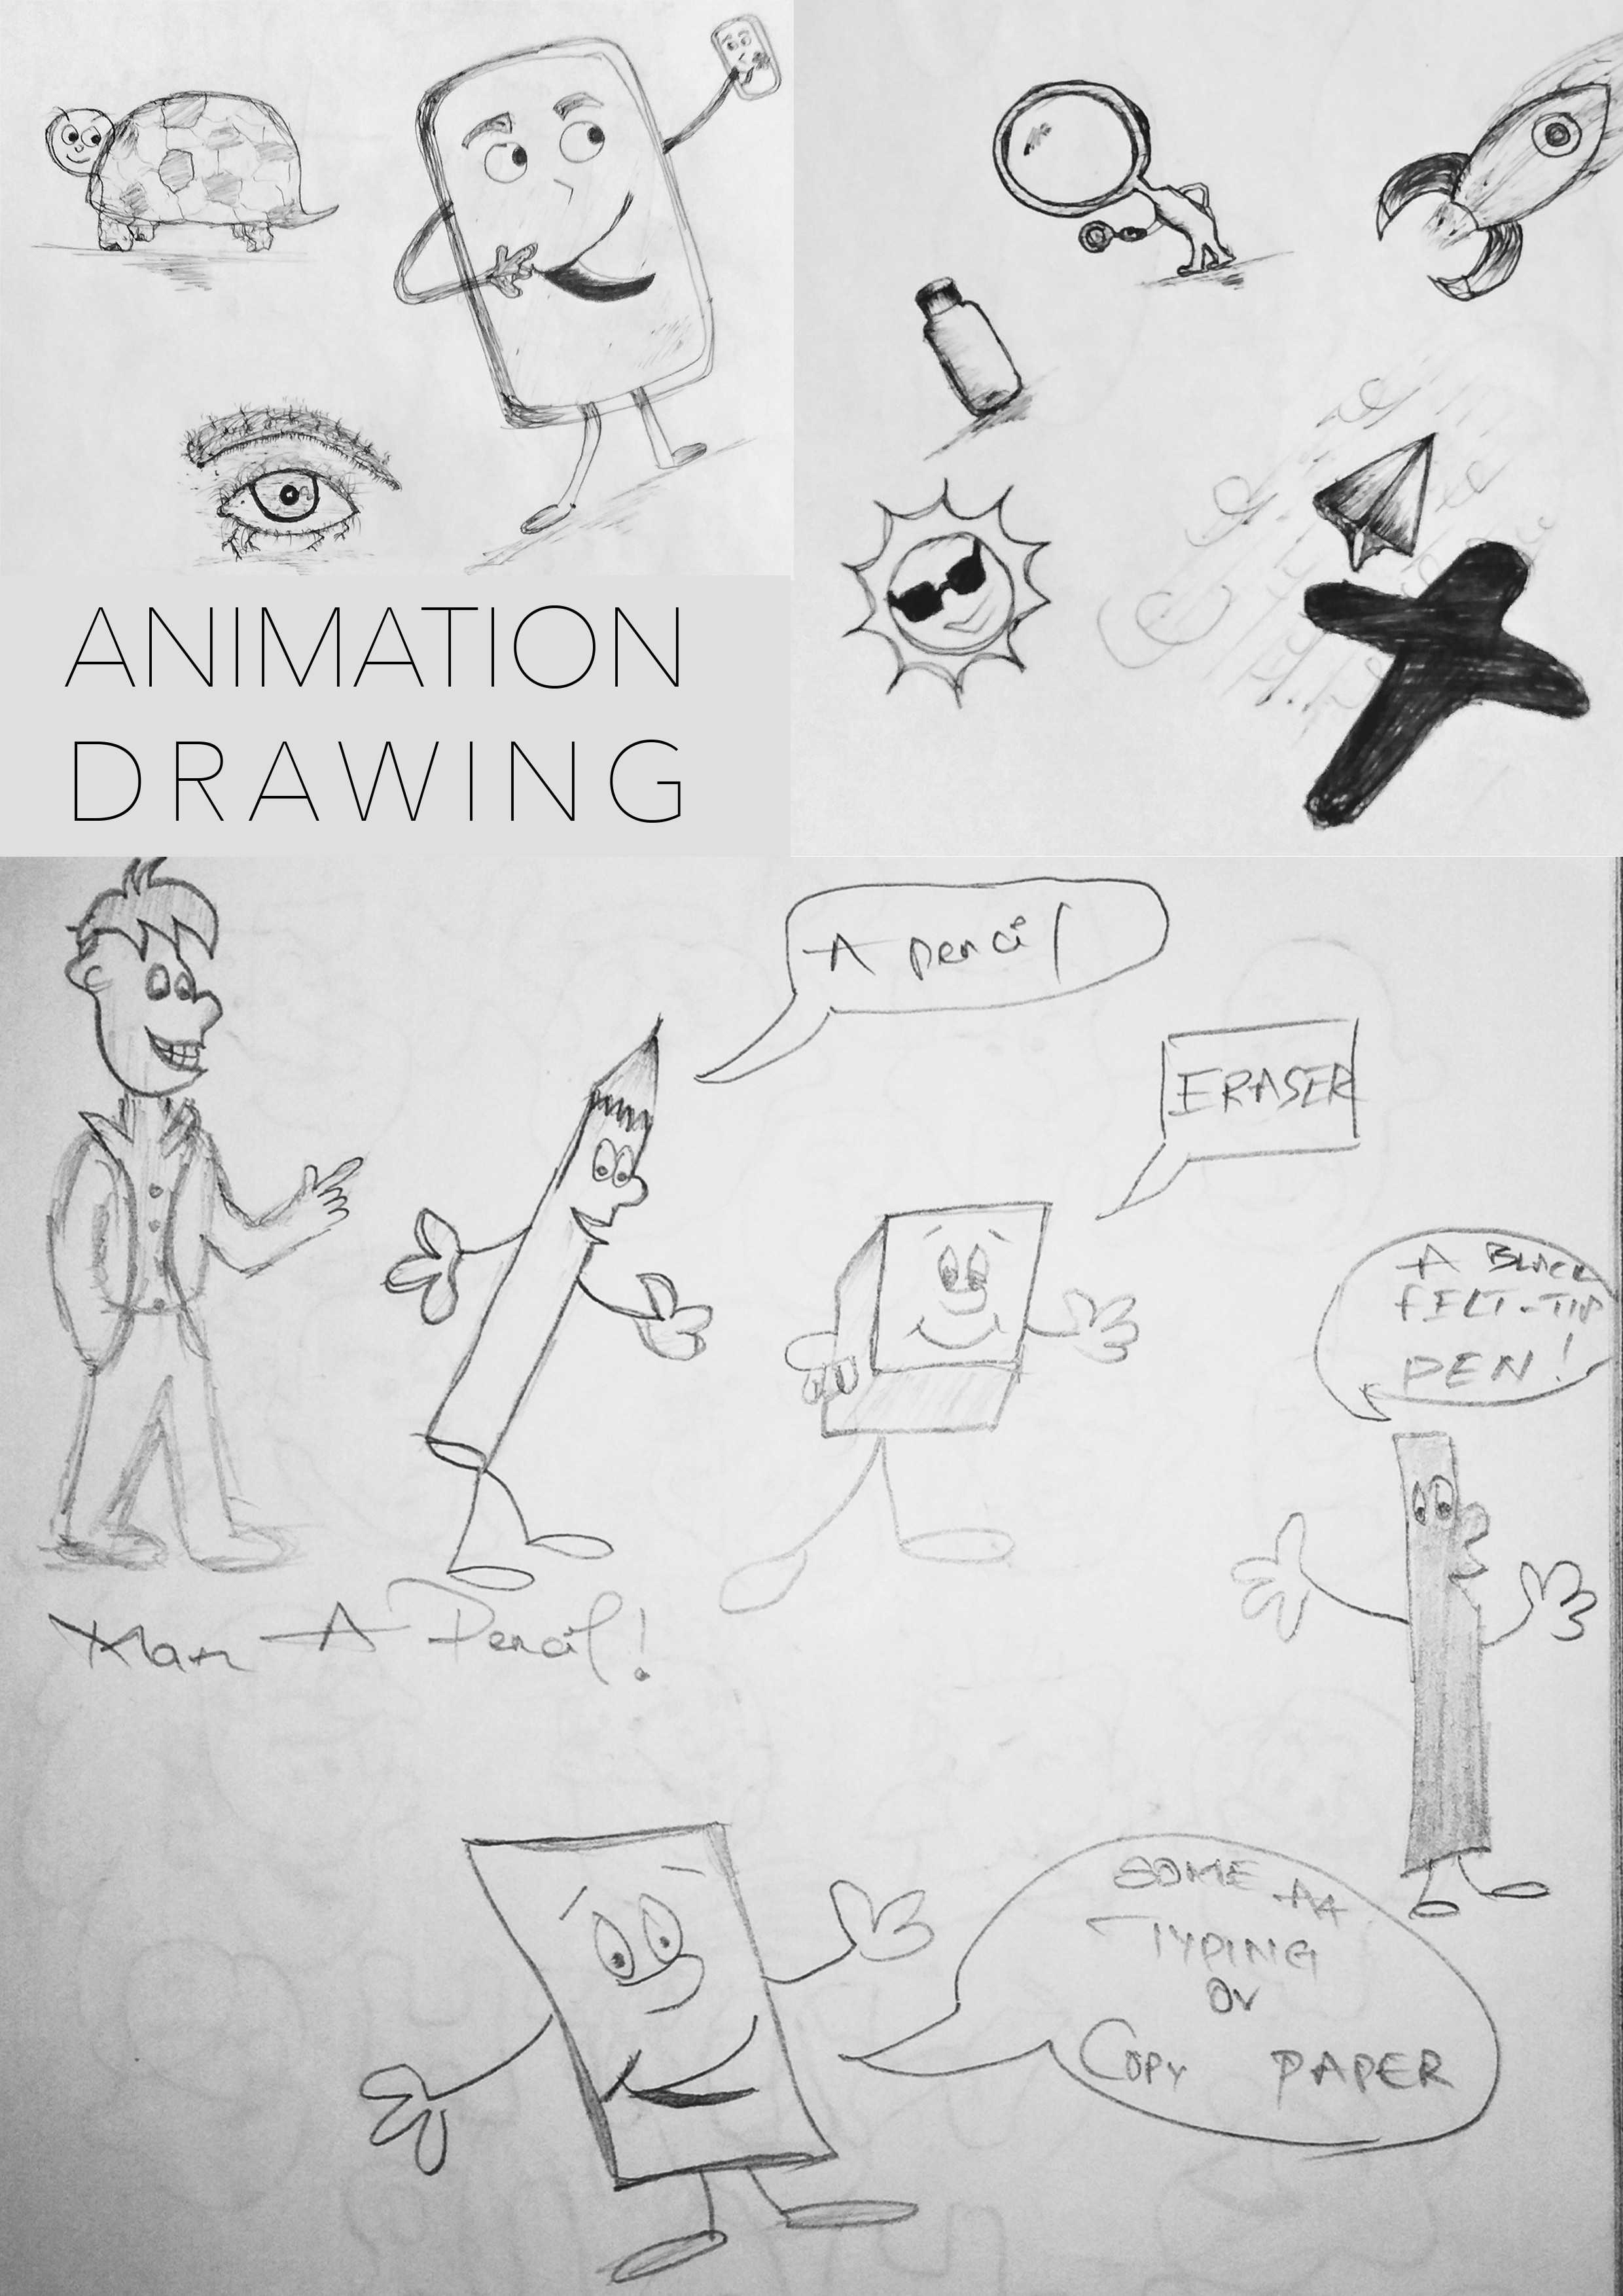 ANIMATION
DRAWING
A pencil
ERASER
A BLACK
FELT-TIP
PEN!
Man A Pencil!
SOME A4
TYPING
OR
COPY PAPER